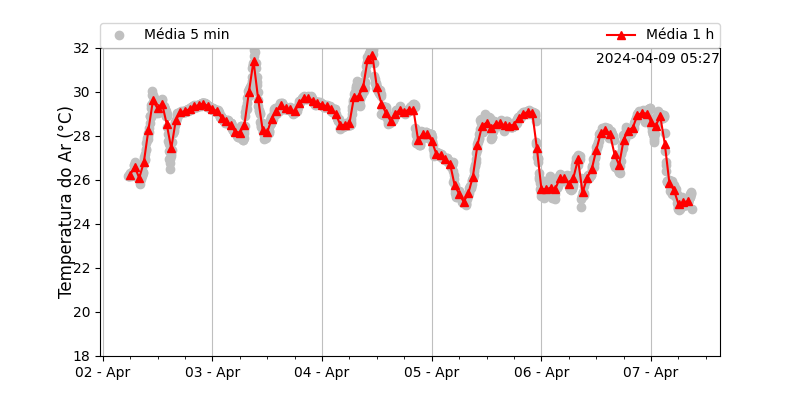 Média 5 min
Média 1 h
2024-04-09 05:27
Temperatura do Ar (°C)
32
30
28
26
24
22
20
18
02 - Apr
03 - Apr
04 - Apr
05 - Apr
06 - Apr
07 - Apr